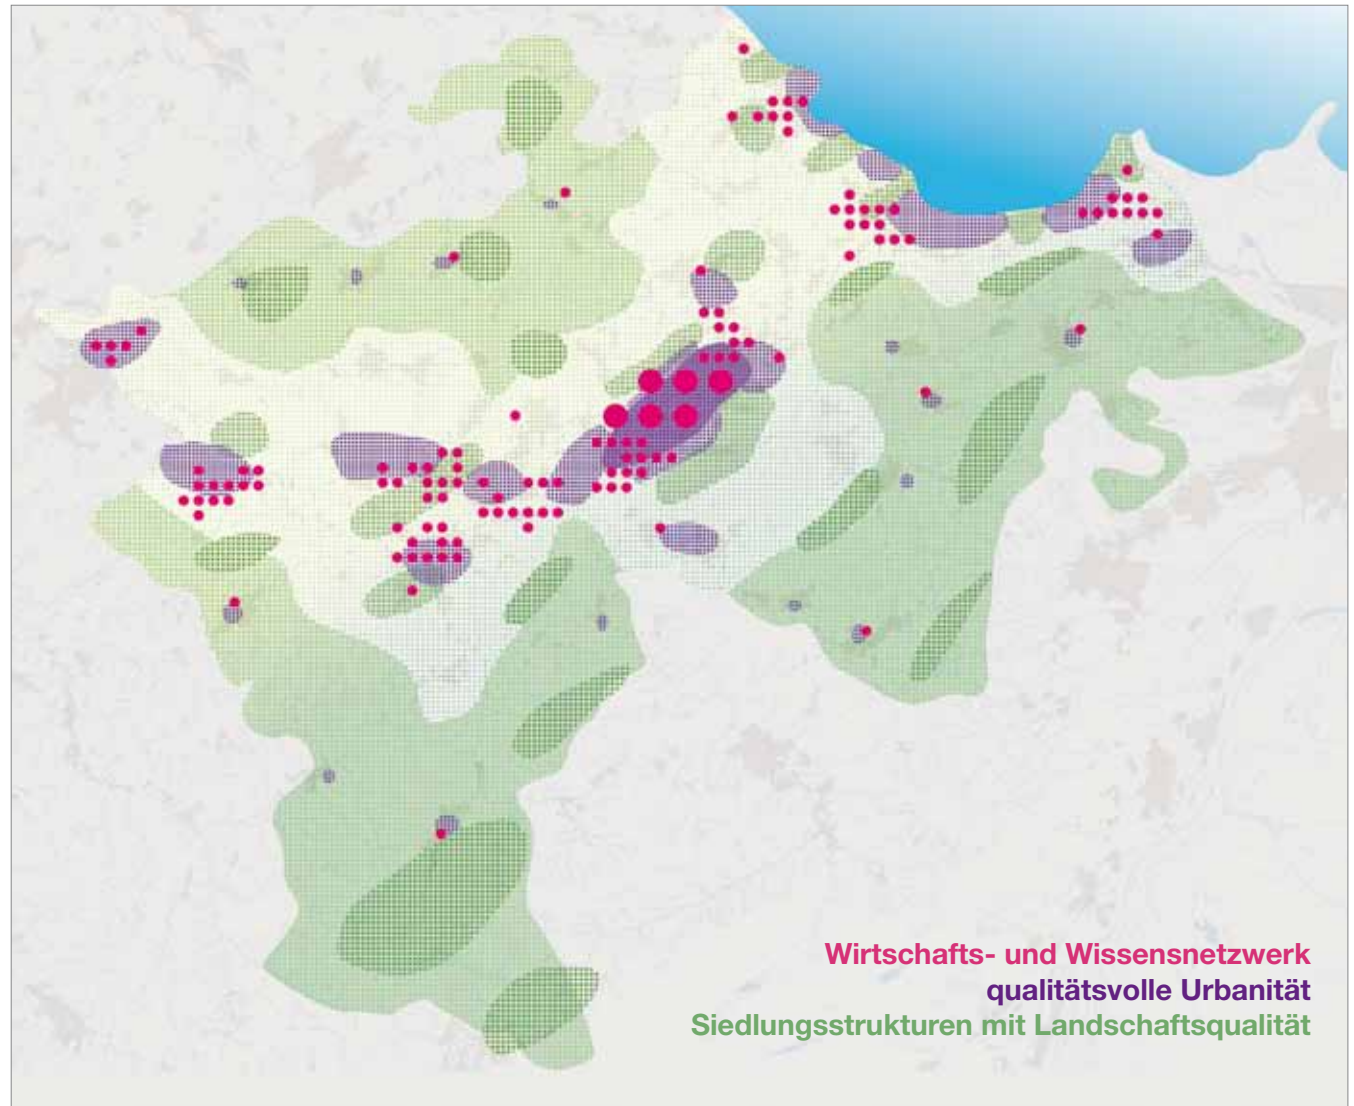 Wirtschafts- und Wissensnetzwerk
qualitätsvolle Urbanität
Siedlungsstrukturen mit Landschaftsqualität